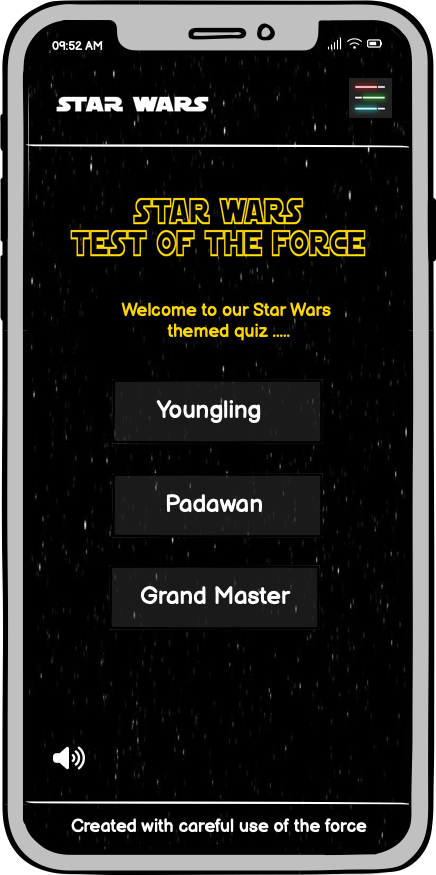 09:52 AM
STAR WARS
STAR WARS
TEST OF THE FORCE
Welcome to our Star Wars
themed quiz .....
Youngling
Padawan
Grand Master
Created with careful use of the force